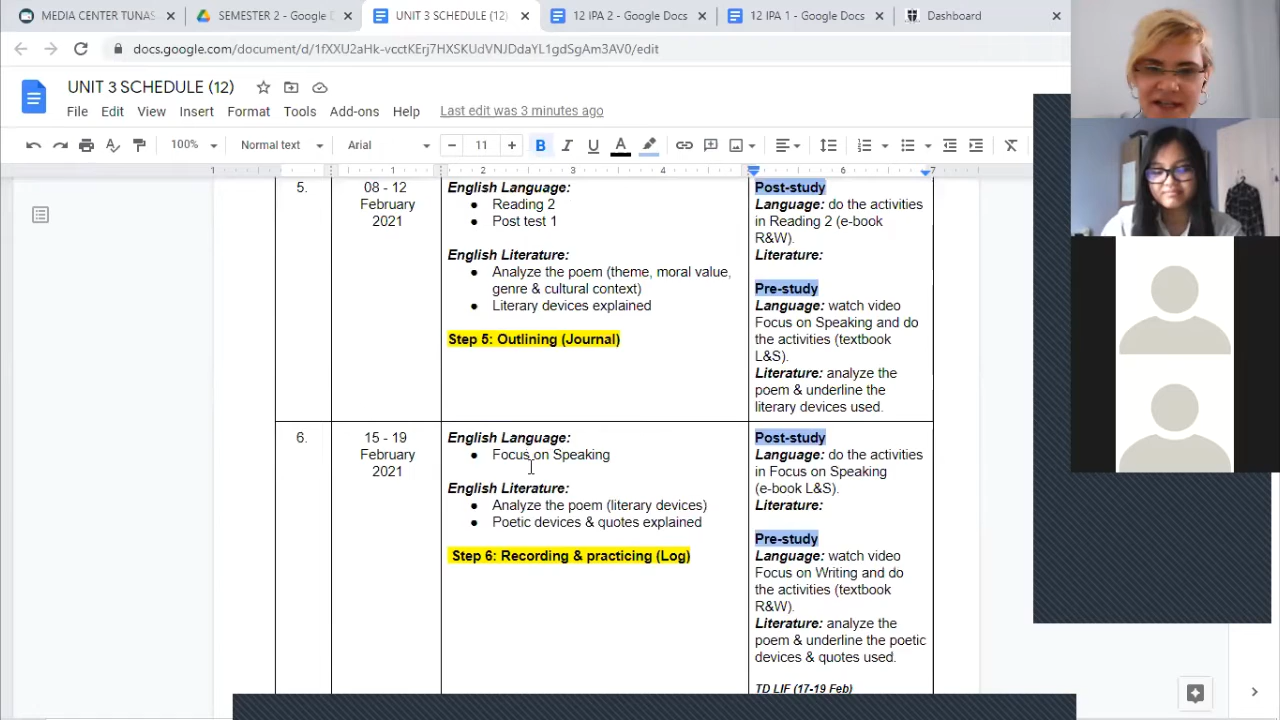 MEDIA CENTER TUNAS
SEMESTER 2 - Google D
UNIT 3 SCHEDULE (12)
12 IPA 2 - Google Docs
12 IPA 1 - Google Docs
Dashboard
docs.google.com/document/d/1fXXU2aHk-vcctKErj7HXSKUdVNJDdaYL1gdSgAm3AV0/edit
UNIT 3 SCHEDULE (12)
File Edit View Insert Format Tools Add-ons Help Last edit was 3 minutes ago
100% Normal text Arial 11 B I U A
1 1 2 3 4 6 7
5.
08 - 12
February
2021
English Language:
● Reading 2
● Post test 1
English Literature:
● Analyze the poem (theme, moral value,
genre & cultural context)
● Literary devices explained
Step 5: Outlining (Journal)
Post-study
Language: do the activities
in Reading 2 (e-book
R&W).
Literature:
Pre-study
Language: watch video
Focus on Speaking and do
the activities (textbook
L&S).
Literature: analyze the
poem & underline the
literary devices used.
6.
15 - 19
February
2021
English Language:
● Focus on Speaking
English Literature:
● Analyze the poem (literary devices)
● Poetic devices & quotes explained
Step 6: Recording & practicing (Log)
Post-study
Language: do the activities
in Focus on Speaking
(e-book L&S).
Literature:
Pre-study
Language: watch video
Focus on Writing and do
the activities (textbook
R&W).
Literature: analyze the
poem & underline the poetic
devices & quotes used.
TD LIF (17-19 Feb)